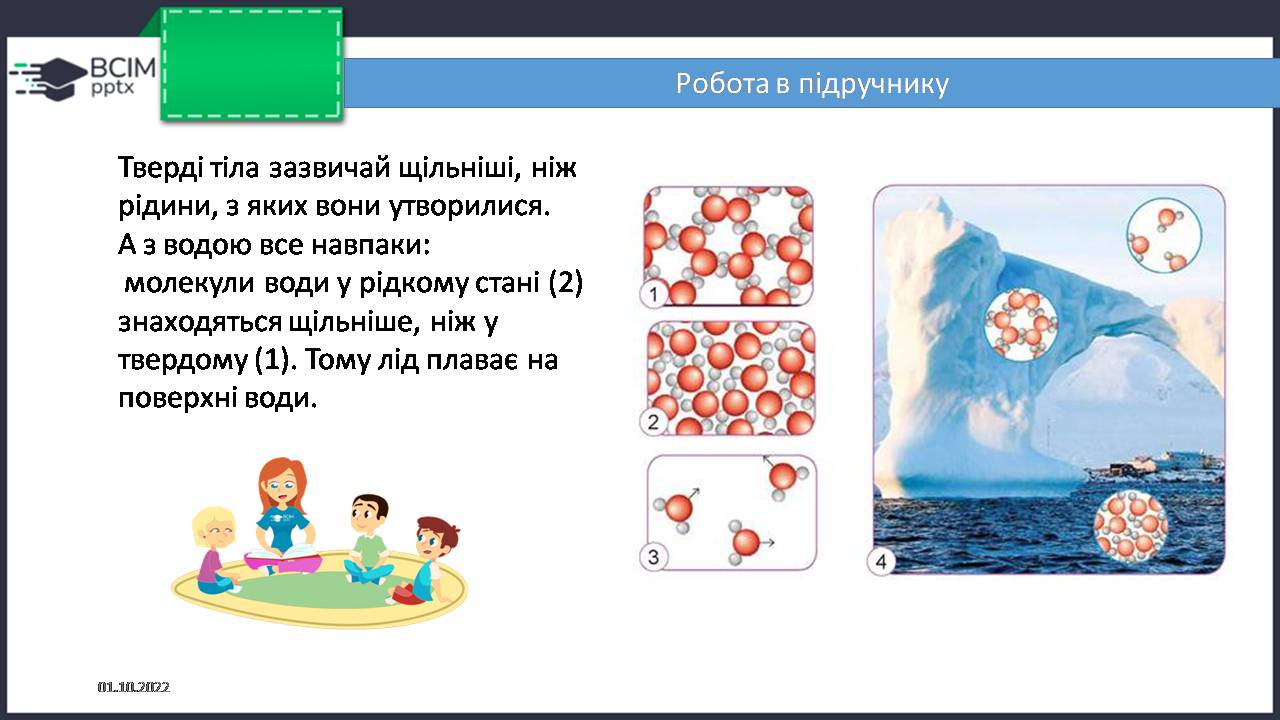 ВСІМ
pptx
Робота в підручнику
Тверді тіла зазвичай щільніші, ніж
рідини, з яких вони утворилися.
А з водою все навпаки:
молекули води у рідкому стані (2)
знаходяться щільніше, ніж у
твердому (1). Тому лід плаває на
поверхні води.
1
2
3
4
ВСІМ
01.10.2022